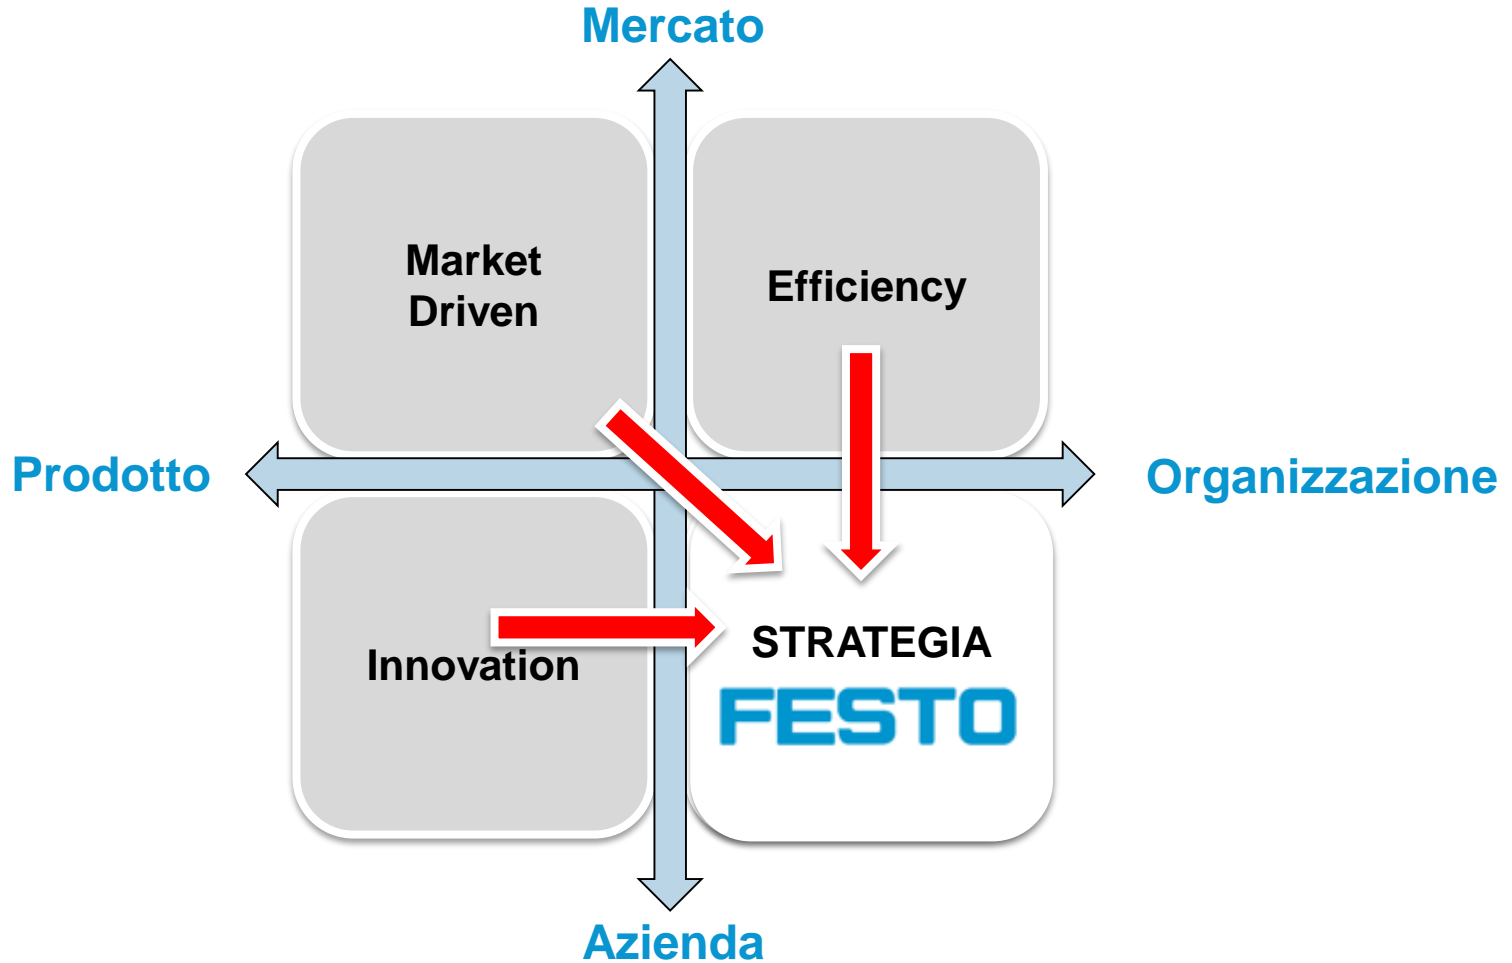 Mercato
Market
Driven
Efficiency
Prodotto
Organizzazione
Innovation
STRATEGIA
FESTO
Azienda